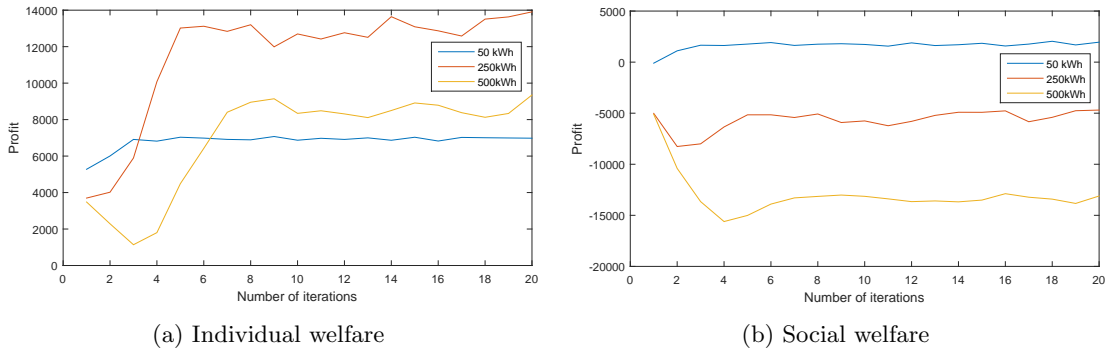 14000
12000
10000
8000
6000
4000
2000
0
Profit
50 kWh
250kWh
500kWh
0 2 4 6 8 10 12 14 16 18 20
Number of iterations
(a) Individual welfare
5000
0
-5000
-10000
-15000
-20000
Profit
50 kWh
250kWh
500kWh
0 2 4 6 8 10 12 14 16 18 20
Number of iterations
(b) Social welfare